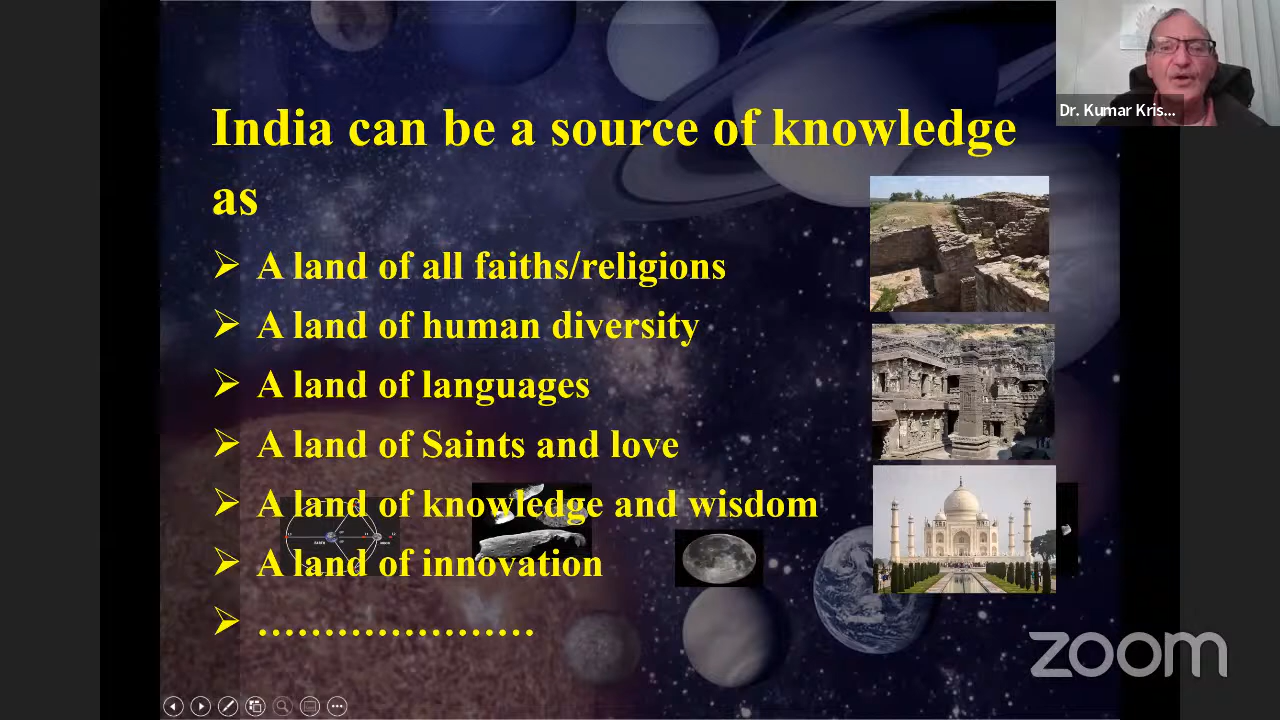 India can be a source of knowledge
as
A land of all faiths/religions
A land of human diversity
A land of languages
A land of Saints and love
A land of knowledge and wisdom
A land of innovation
.....................
Dr. Kumar Kris...
zoom